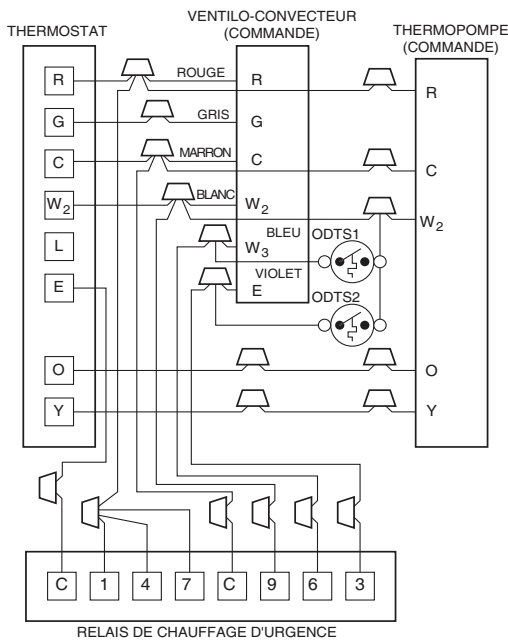 VENTILO-CONVECTEUR
(COMMANDE)
THERMOSTAT
THERMOPOMPE
(COMMANDE)
R
ROUGE
R
R
G
GRIS
G
C
MARRON
C
C
W2
BLANC
W2
W2
L
BLEU
W3
ODTS1
E
VIOLET
E
ODTS2
O
O
Y
Y
C
1
4
7
C
9
6
3
RELAIS DE CHAUFFAGE D'URGENCE